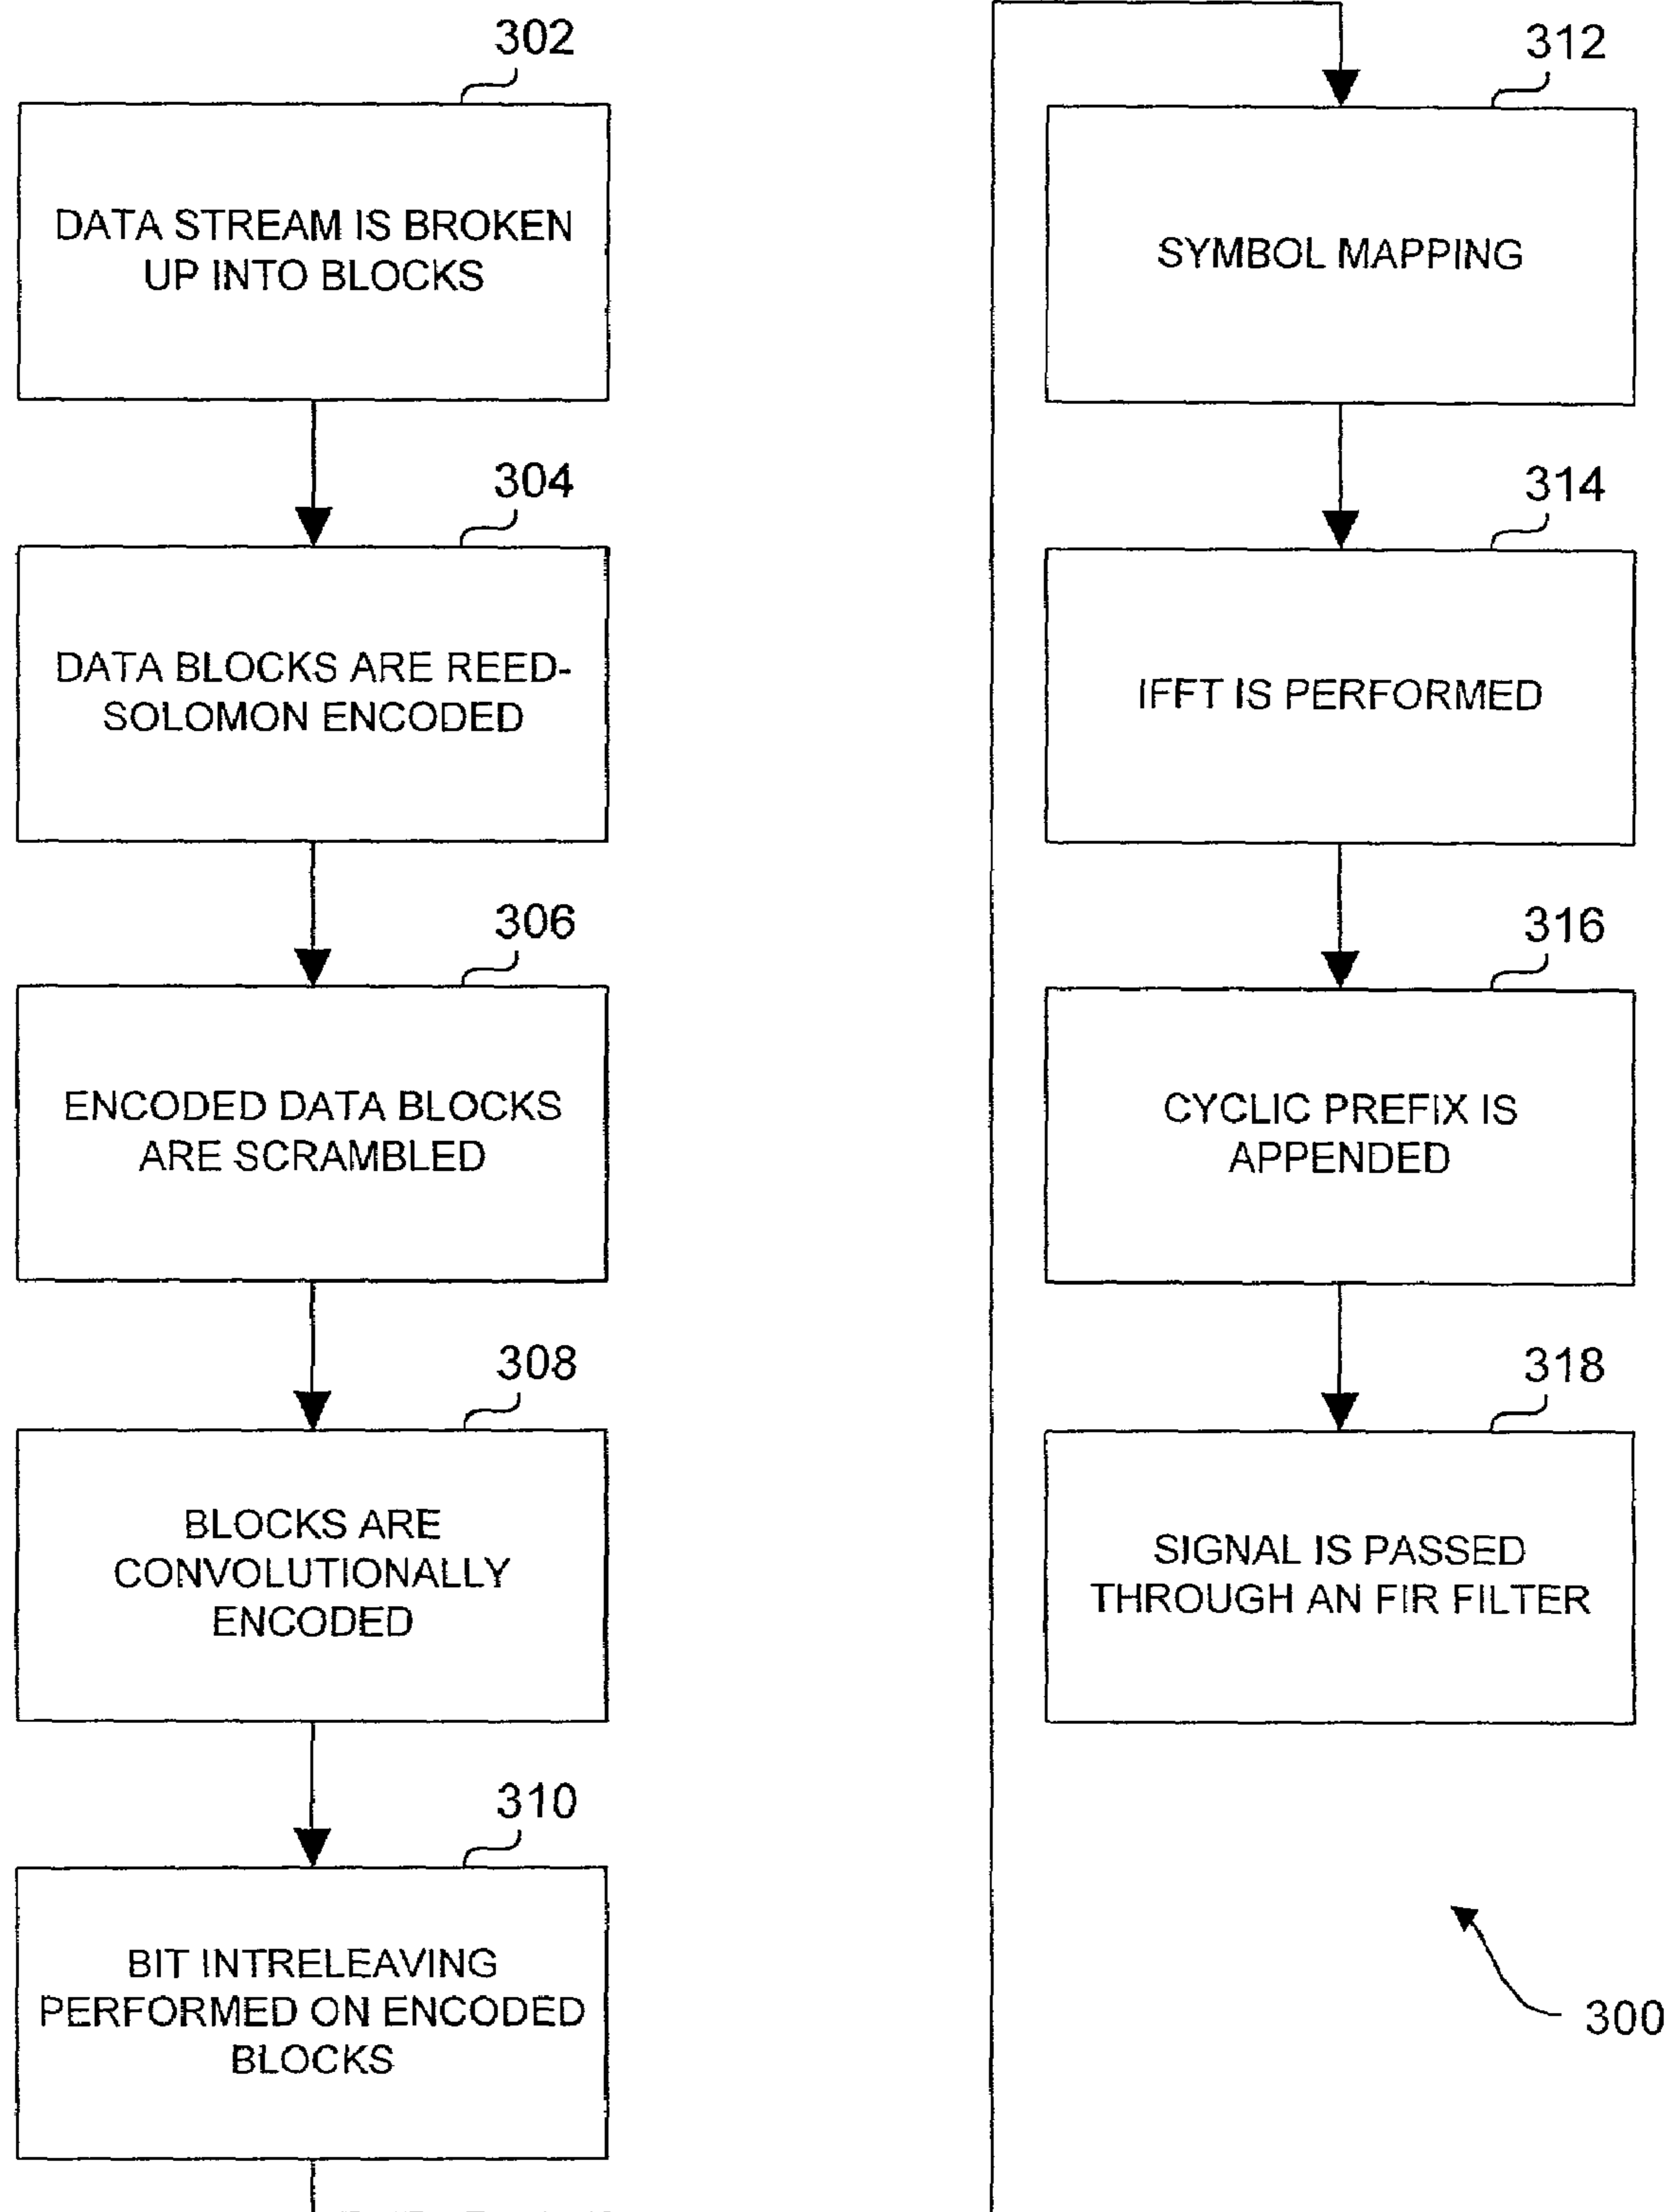 302
DATA STREAM IS BROKEN
UP INTO BLOCKS
304
DATA BLOCKS ARE REED-
SOLOMON ENCODED
306
ENCODED DATA BLOCKS
ARE SCRAMBLED
308
BLOCKS ARE
CONVOLUTIONALLY
ENCODED
310
BIT INTRELEAVING
PERFORMED ON ENCODED
BLOCKS
312
SYMBOL MAPPING
314
IFFT IS PERFORMED
316
CYCLIC PREFIX IS
APPENDED
318
SIGNAL IS PASSED
THROUGH AN FIR FILTER
300